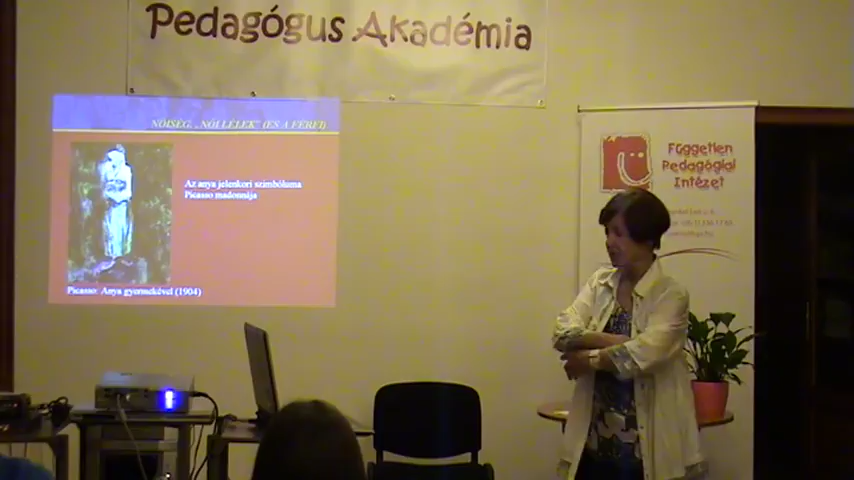 Pedagógus Akadémia
NŐISÉG, „NŐI LÉLEK” (ÉS A FÉRFI)
Az anya jelenkori szimbóluma
Picasso madonnája
Picasso: Anya gyermekével (1904)
Független
Pedagógiai
Intézet